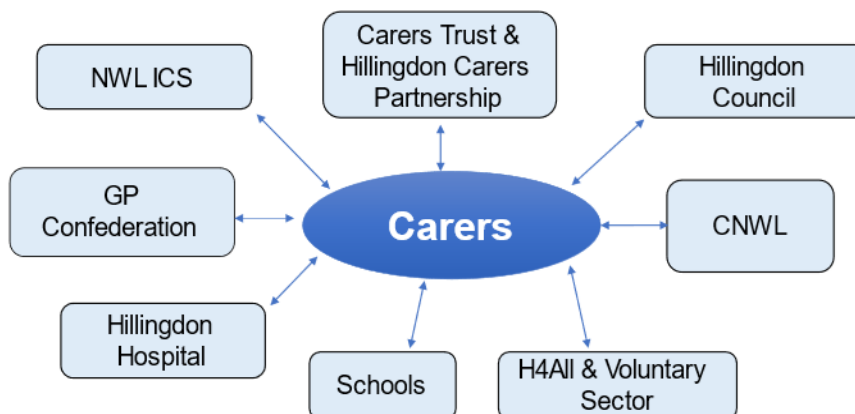 Carers Trust &
Hillingdon Carers
Partnership
NWL ICS
Hillingdon
Council
GP
Confederation
Carers
CNWL
Hillingdon
Hospital
Schools
H4All & Voluntary
Sector